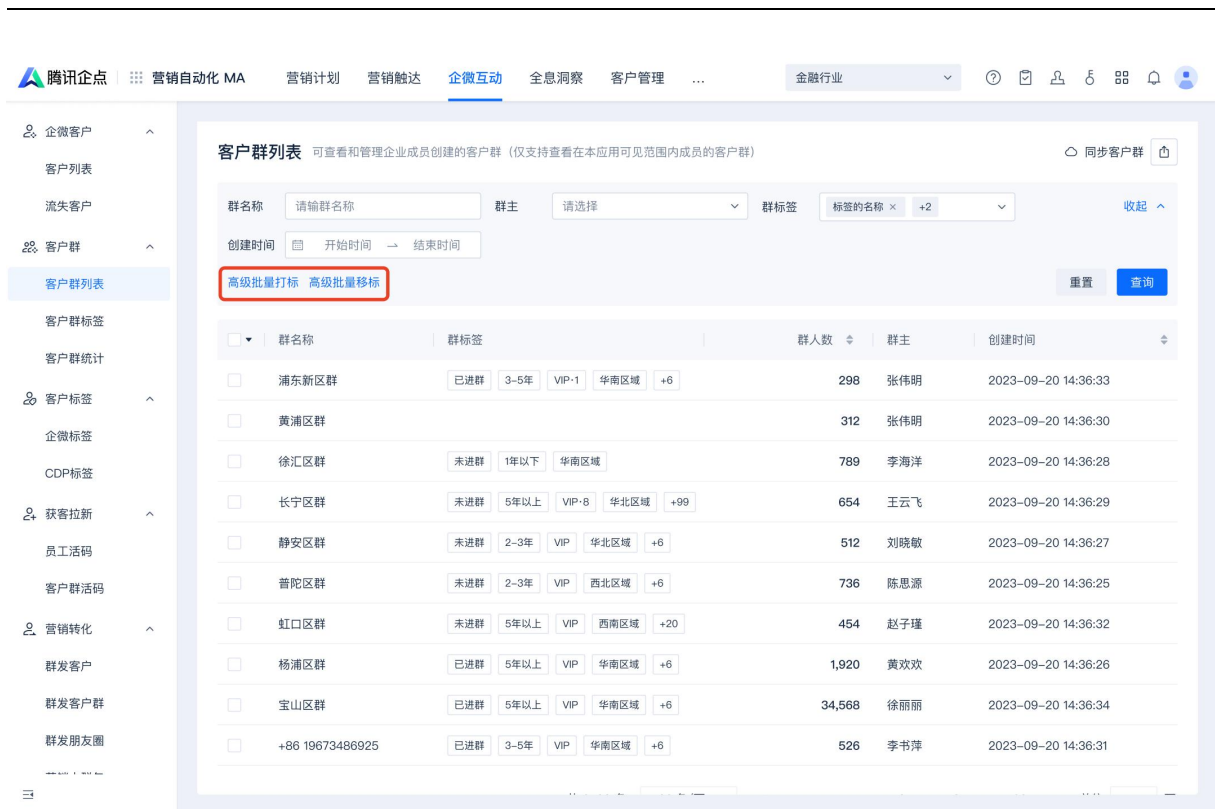 腾讯企点 营销自动化 MA 营销计划 营销触达 企微互动 全息洞察 客户管理 ... 金融行业
企微客户
客户列表
流失客户
客户群
客户群列表
客户群标签
客户群统计
客户标签
企微标签
CDP标签
获客拉新
员工活码
客户群活码
营销转化
群发客户
群发客户群
群发朋友圈
客户群列表 可查看和管理企业成员创建的客户群（仅支持查看在本应用可见范围内成员的客户群） 同步客户群
群名称 请输群名称 群主 请选择 群标签 标签的名称 × +2 收起
创建时间 开始时间 → 结束时间
高级批量打标 高级批量移标 重置 查询
群名称 群标签 群人数 群主 创建时间
浦东新区群 已进群 3-5年 VIP·1 华南区域 +6 298 张伟明 2023-09-20 14:36:33
黄浦区群 312 张伟明 2023-09-20 14:36:30
徐汇区群 未进群 1年以下 华南区域 789 李海洋 2023-09-20 14:36:28
长宁区群 未进群 5年以上 VIP·8 华北区域 +99 654 王云飞 2023-09-20 14:36:29
静安区群 未进群 2-3年 VIP 华北区域 +6 512 刘晓敏 2023-09-20 14:36:27
普陀区群 未进群 2-3年 VIP 西北区域 +6 736 陈思源 2023-09-20 14:36:25
虹口区群 未进群 5年以上 VIP 西南区域 +20 454 赵子瑾 2023-09-20 14:36:32
杨浦区群 已进群 5年以上 VIP 华南区域 +6 1,920 黄欢欢 2023-09-20 14:36:26
宝山区群 已进群 5年以上 VIP 华南区域 +6 34,568 徐丽丽 2023-09-20 14:36:34
+86 19673486925 已进群 3-5年 VIP 华南区域 +6 526 李书萍 2023-09-20 14:36:31